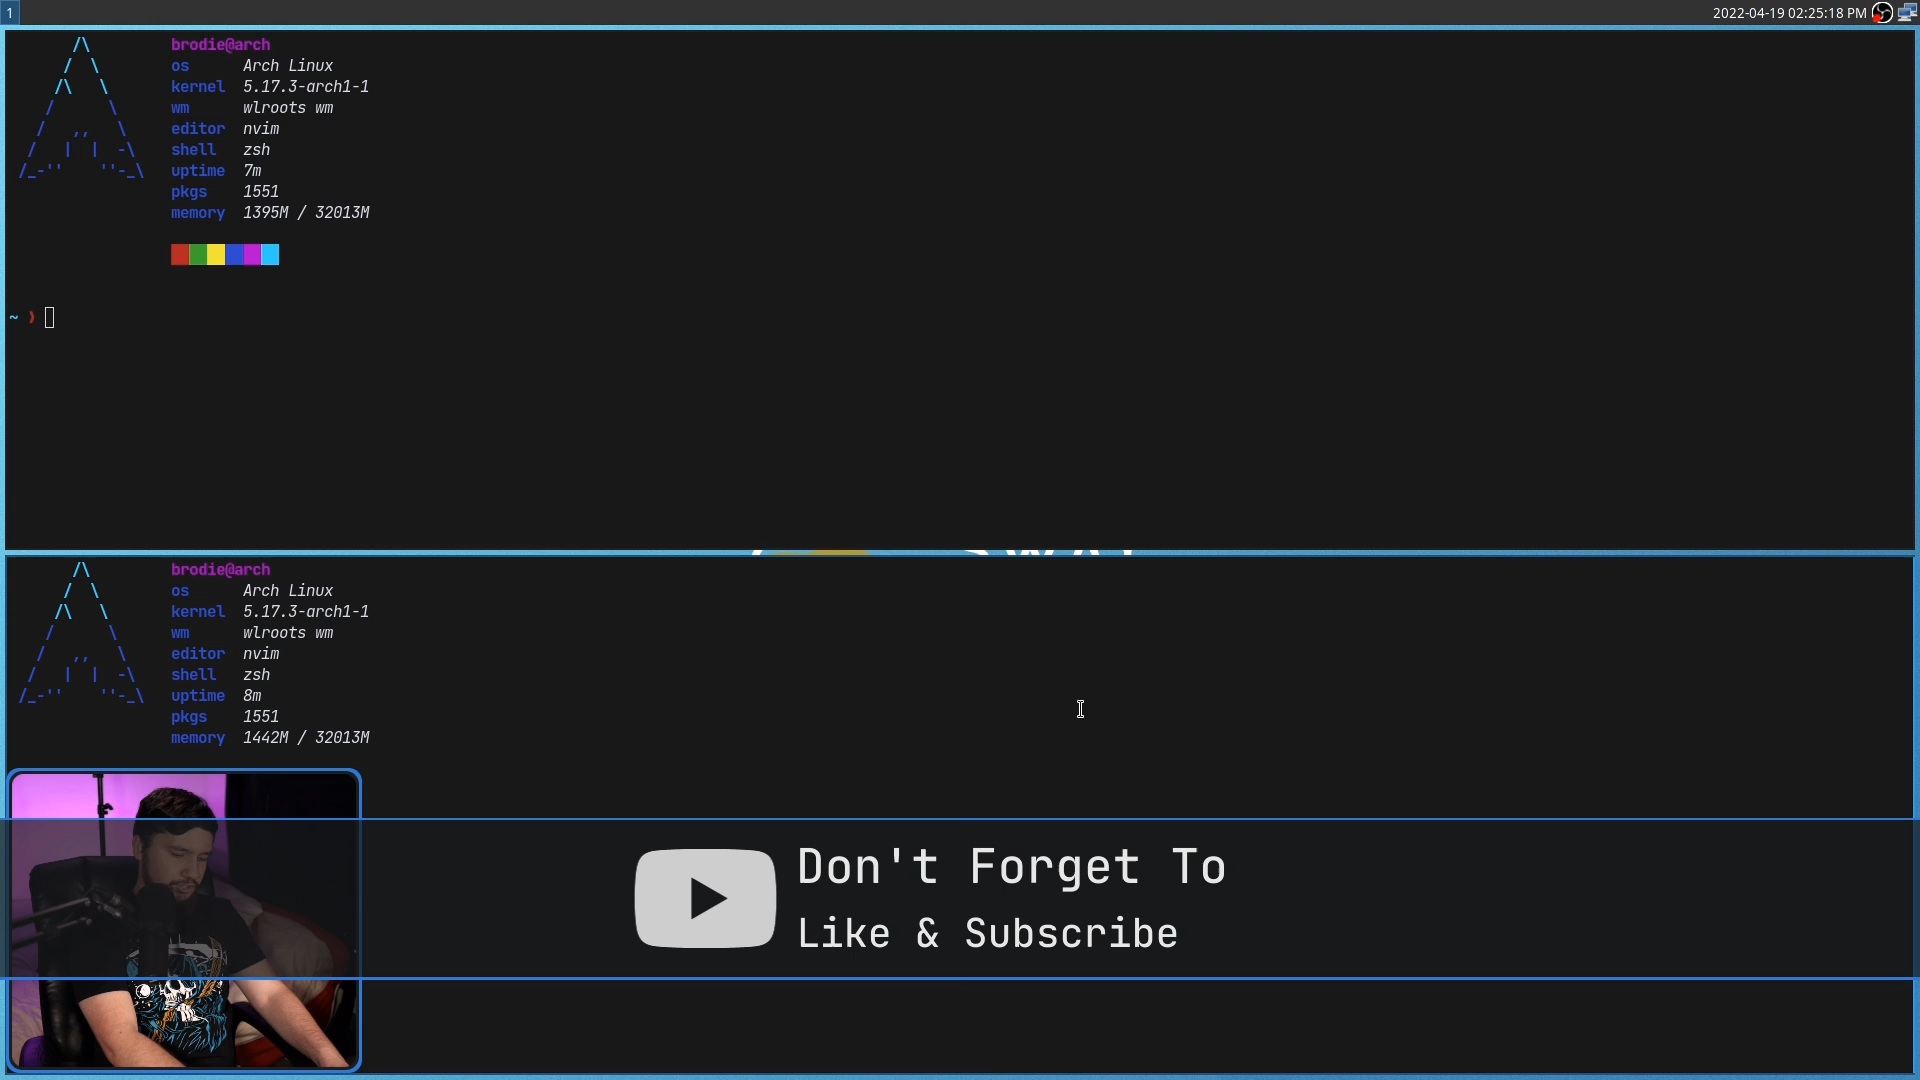 1
2022-04-19 02:25:18 PM
brodie@arch
os Arch Linux
kernel 5.17.3-arch1-1
wm wlroots wm
editor nvim
shell zsh
uptime 7m
pkgs 1551
memory 1395M / 32013M
~ ❯
brodie@arch
os Arch Linux
kernel 5.17.3-arch1-1
wm wlroots wm
editor nvim
shell zsh
uptime 8m
pkgs 1551
memory 1442M / 32013M
Don't Forget To
Like & Subscribe